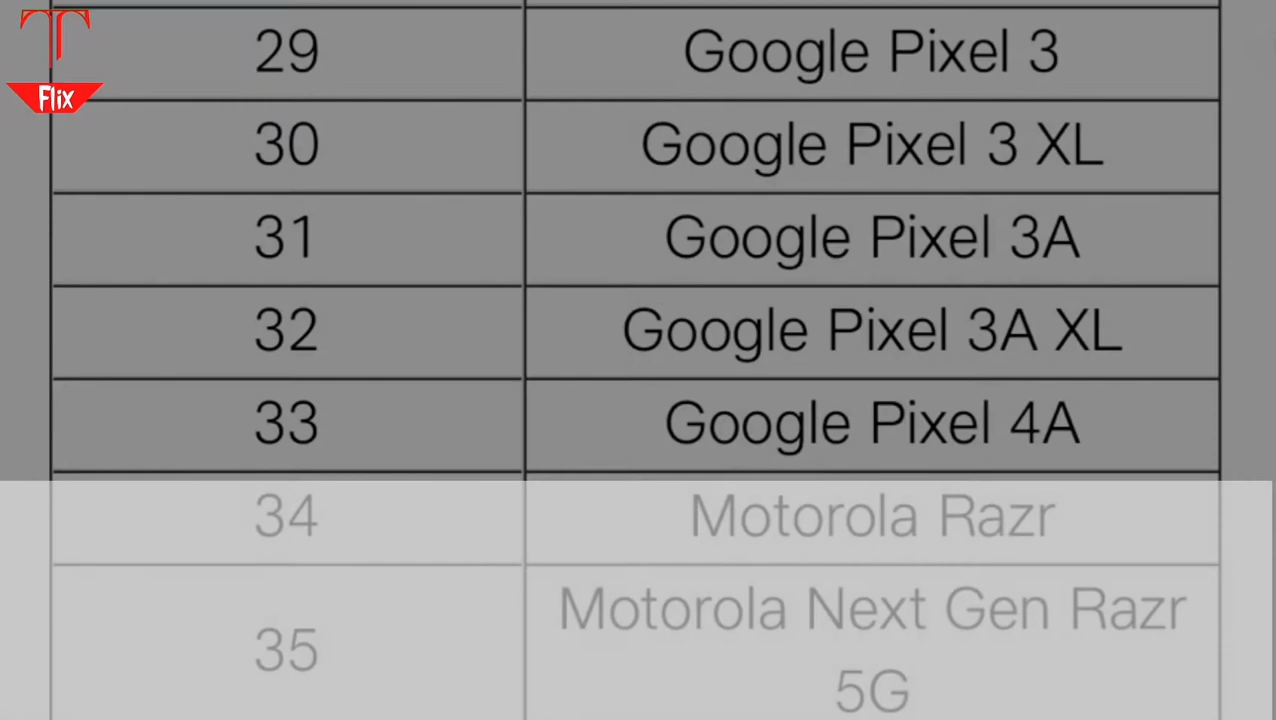 T
Flix
29 Google Pixel 3
30 Google Pixel 3 XL
31 Google Pixel 3A
32 Google Pixel 3A XL
33 Google Pixel 4A
34 Motorola Razr
35 Motorola Next Gen Razr
5G